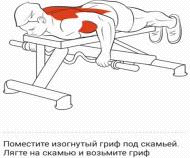 Поместите изогнутый гриф под скамьей.
Лягте на скамью и возьмите гриф